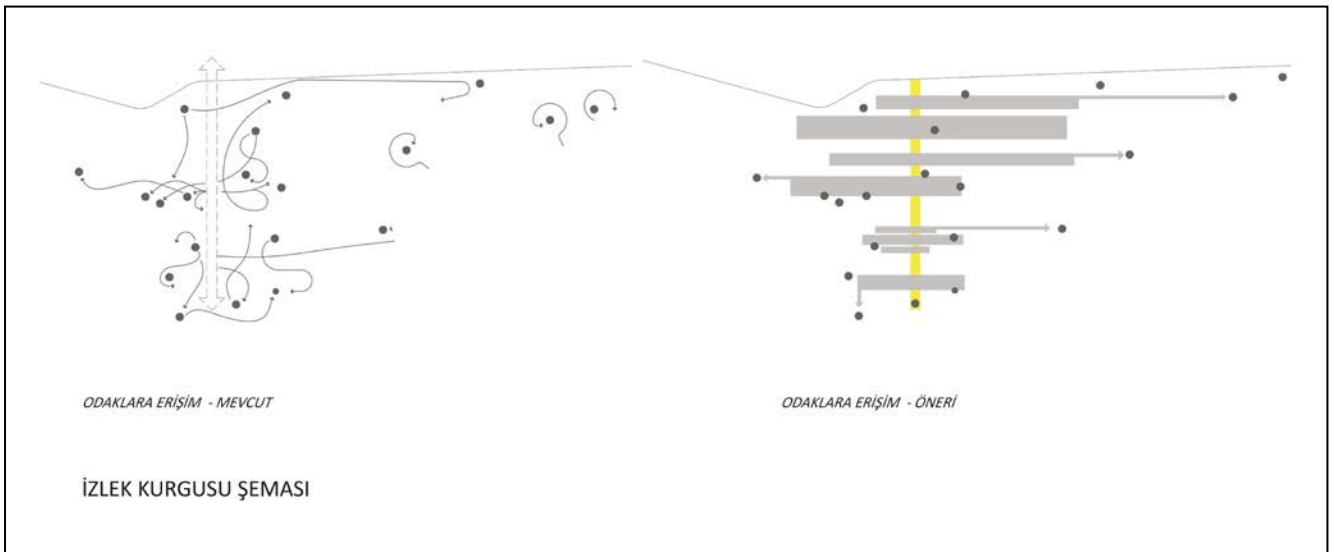 ODAKLARA ERİŞİM - MEVCUT
ODAKLARA ERİŞİM - ÖNERİ
İZLEK KURGUSU ŞEMASI